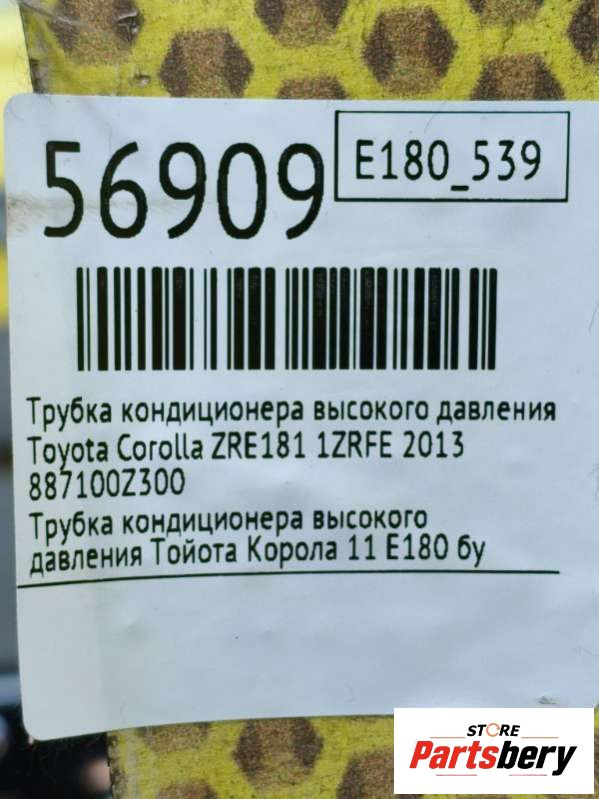 56909
E180_539
Трубка кондиционера высокого давления
Toyota Corolla ZRE181 1ZRFE 2013
887100Z300
Трубка кондиционера высокого
давления Тойота Корола 11 Е180 бу
STORE
Partsbery